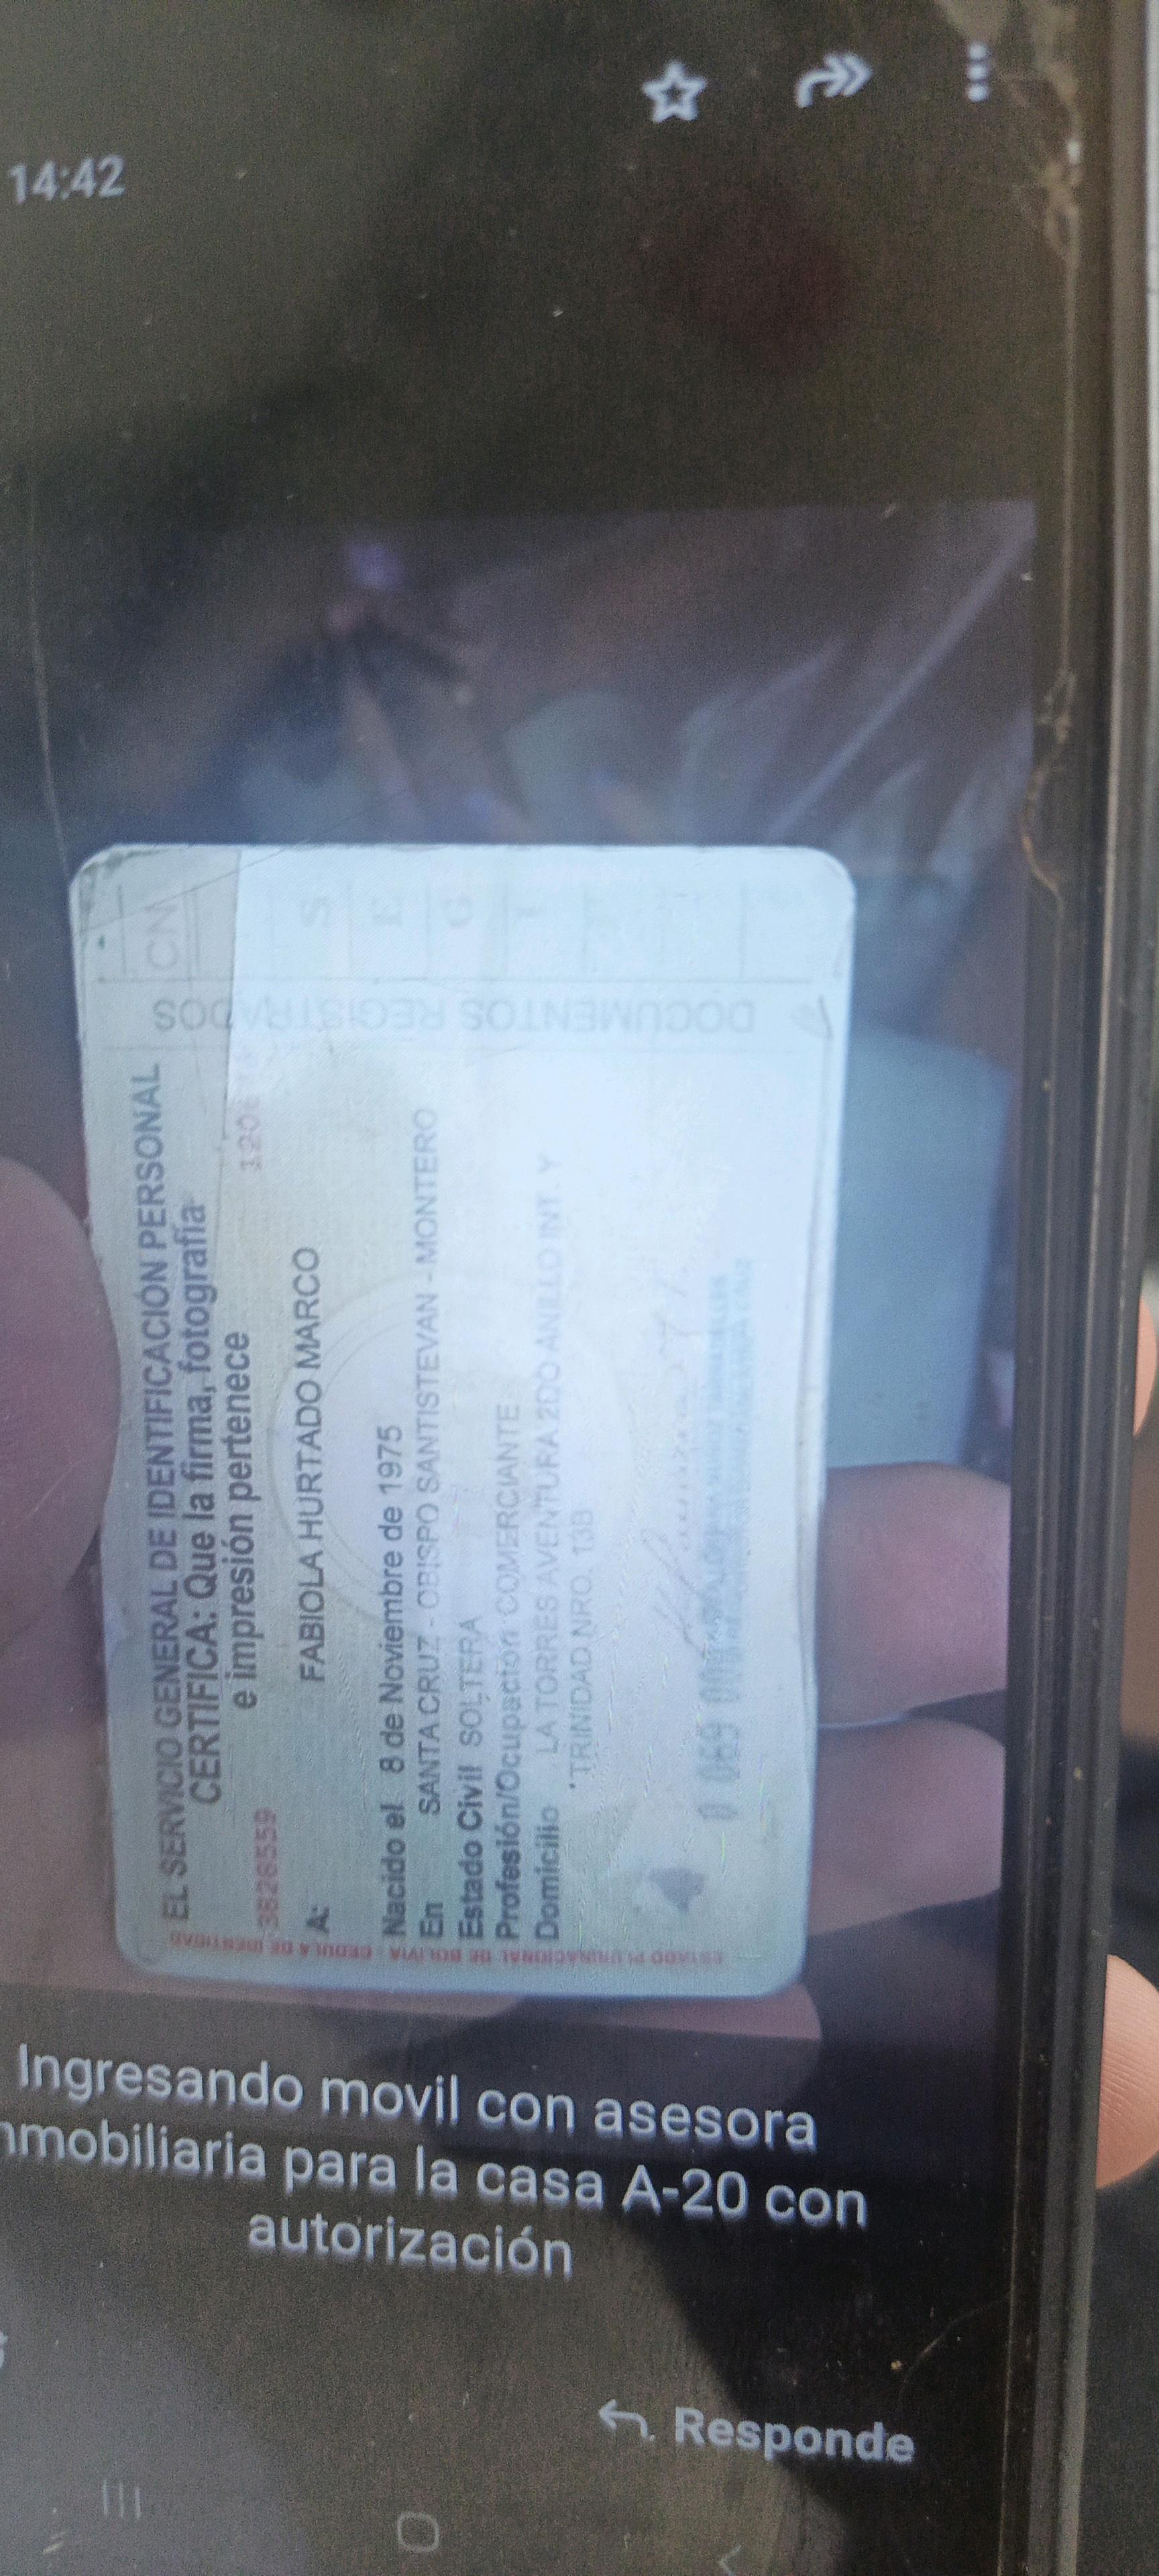 14:42
EL SERVICIO GENERAL DE IDENTIFICACIÓN PERSONAL
CERTIFICA: Que la firma, fotografía
e impresión pertenece
3828559
A: FABIOLA HURTADO MARCO
Nacido el 8 de Noviembre de 1975
En SANTA CRUZ - OBISPO SANTISTEVAN - MONTERO
Estado Civil SOLTERA
Profesión/Ocupación COMERCIANTE
Domicilio LA TORRES AVENTURA 2DO ANILLO INT. Y
TRINIDAD NRO. 13B
ESTADO PLURINACIONAL DE BOLIVIA - CEDULA DE IDENTIDAD
DOCUMENTOS REGISTRADOS
CN
S
E
G
Ingresando movil con asesora
nmobiliaria para la casa A-20 con
autorización
Responde